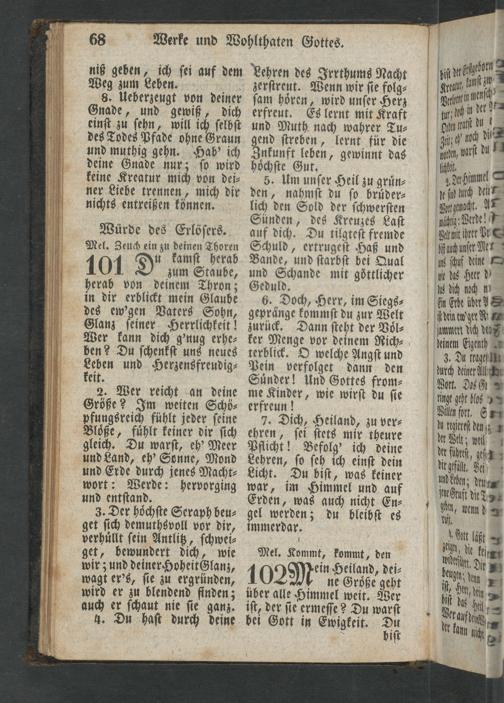 68 Werke und Wohlthaten Gottes.
niß geben, ich sei auf dem
Weg zum Leben.
8. Ueberzeugt von deiner
Gnade, und gewiß, dich
einst zu sehn, will ich selbst
des Todes Pfade ohne Graun
und muthig gehn. Hab' ich
deine Gnade nur; so wird
keine Kreatur mich von dei-
ner Liebe trennen, mich dir
nichts entreißen können.
Würde des Erlösers.
Mel. Zeuch ein zu deinen Thoren
101 Du kamst herab
zum Staube,
herab von deinem Thron;
in dir erblickt mein Glaube
des ew'gen Vaters Sohn,
Glanz seiner Herrlichkeit!
Wer kann dich g'nug erhe-
ben? Du schenkst uns neues
Leben und Herzensfreudig-
keit.
2. Wer reicht an deine
Größe? Im weiten Schö-
pfungsreich fühlt jeder seine
Blöße, fühlt keiner dir sich
gleich. Du warst, eh' Meer
und Land, eh' Sonne, Mond
und Erde durch jenes Macht-
wort: Werde: hervorging
und entstand.
3. Der höchste Seraph beu-
get sich demuthsvoll vor dir,
verhüllt sein Antlitz, schwei-
get, bewundert dich, wie
wir; und deiner Hoheit Glanz,
wagt er's, sie zu ergründen,
wird er zu blendend finden;
auch er schaut nie sie ganz.
4. Du hast durch deine
Lehren des Irrthums Nacht
zerstreut. Wenn wir sie folg-
sam hören, wird unser Herz
erfreut. Es lernt mit Kraft
und Muth nach wahrer Tu-
gend streben, lernt für die
Zukunft leben, gewinnt das
höchste Gut.
5. Um unser Heil zu grün-
den, nahmst du so brüder-
lich den Sold der schwersten
Sünden, des Kreuzes Last
auf dich. Du tilgtest fremde
Schuld, ertrugest Haß und
Bande, und starbst bei Qual
und Schande mit göttlicher
Geduld.
6. Doch, Herr, im Siegs-
gepränge kommst du zur Welt
zurück. Dann steht der Völ-
ker Menge vor deinem Rich-
terblick. O welche Angst und
Pein verfolget dann den
Sünder! Und Gottes from-
me Kinder, wie wirst du sie
erfreun!
7. Dich, Heiland, zu ver-
ehren, sei stets mir theure
Pflicht! Befolg' ich deine
Lehren, so seh ich einst dein
Licht. Du bist, was keiner
war, im Himmel und auf
Erden, was auch nicht En-
gel werden; du bleibst es
immerdar.
Mel. Kommt, kommt, den
102 Mein Heiland, dei-
ne Größe geht
über alle Himmel weit. Wer
ist, der sie ermesse? Du warst
bei Gott in Ewigkeit. Du
bist